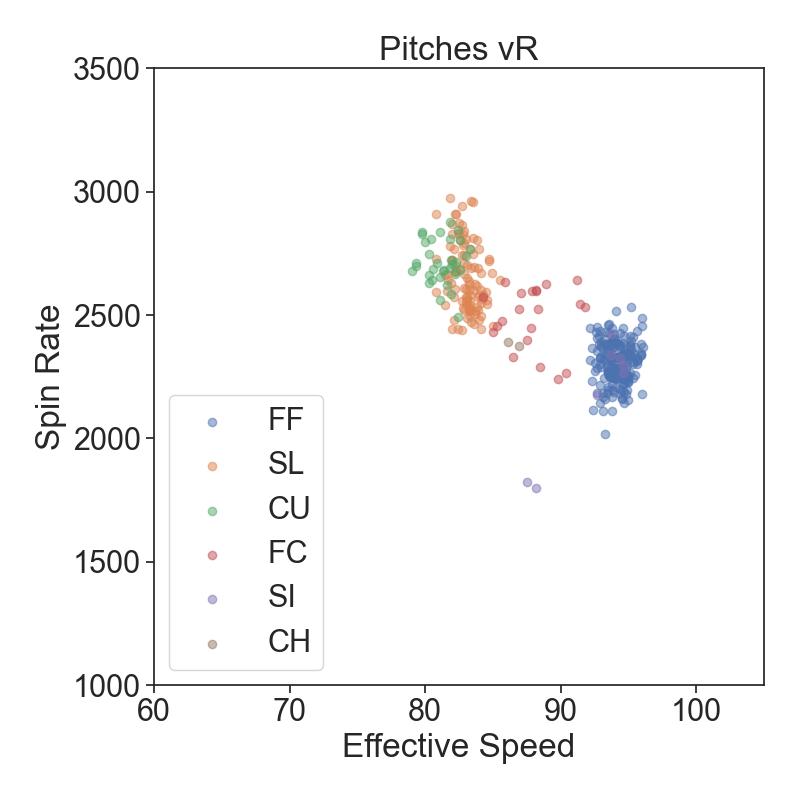 Pitches vR
3500
3000
2500
2000
1500
1000
Spin Rate
FF
SL
CU
FC
SI
CH
60 70 80 90 100
Effective Speed